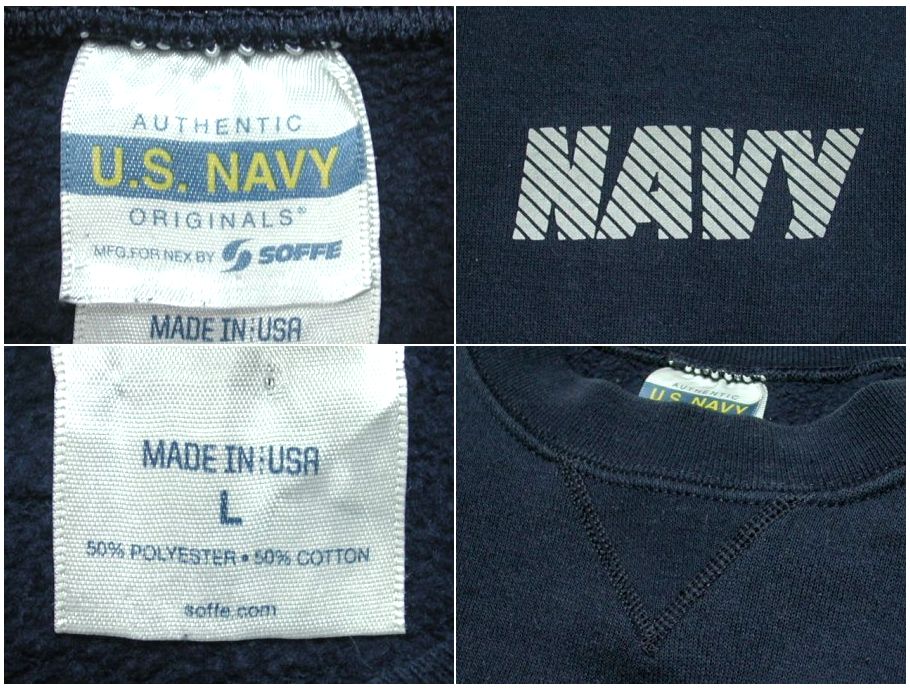 AUTHENTIC
U.S. NAVY
ORIGINALS®
MFG.FOR NEX BY SOFFE
MADE IN USA
NAVY
MADE IN USA
L
50% POLYESTER • 50% COTTON
soffe.com
AUTHENTIC
U.S. NAVY